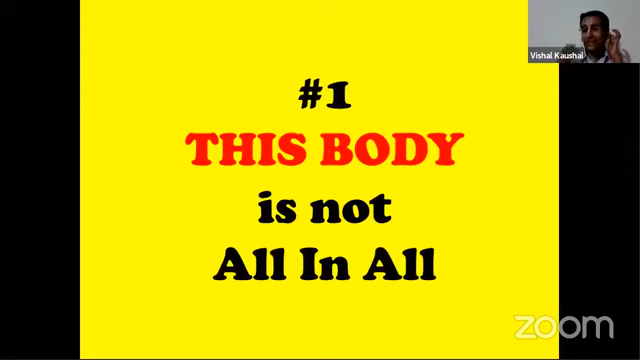 #1
THIS BODY
is not
All In All
Vishal Kaushal
zoom